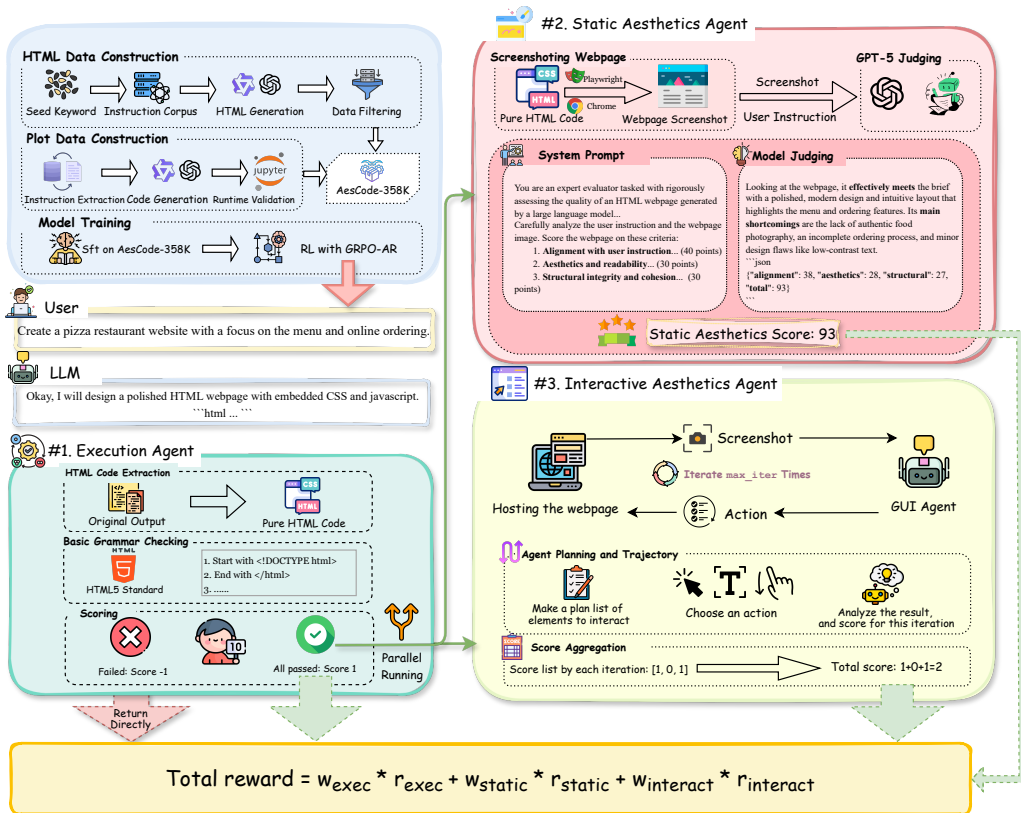 HTML Data Construction
Seed Keyword
Instruction Corpus
HTML Generation
Data Filtering
Plot Data Construction
jupyter
Instruction Extraction
Code Generation
Runtime Validation
AesCode-358K
Model Training
Sft on AesCode-358K
RL with GRPO-AR
User
Create a pizza restaurant website with a focus on the menu and online ordering.
LLM
Okay, I will design a polished HTML webpage with embedded CSS and javascript.
```html ... ```
#1. Execution Agent
HTML Code Extraction
</>
CSS
HTML
Original Output
Pure HTML Code
Basic Grammar Checking
HTML
5
HTML5 Standard
1. Start with <!DOCTYPE html>
2. End with </html>
3. ......
Scoring
10
Failed: Score -1
All passed: Score 1
Parallel
Running
Return
Directly
#2. Static Aesthetics Agent
Screenshoting Webpage
CSS
HTML
Playwright
Chrome
Pure HTML Code
Webpage Screenshot
Screenshot
User Instruction
GPT-5 Judging
System Prompt
You are an expert evaluator tasked with rigorously
assessing the quality of an HTML webpage generated
by a large language model...
Carefully analyze the user instruction and the webpage
image. Score the webpage on these criteria:
1. Alignment with user instruction... (40 points)
2. Aesthetics and readability... (30 points)
3. Structural integrity and cohesion... (30
points)
Model Judging
Looking at the webpage, it effectively meets the brief
with a polished, modern design and intuitive layout that
highlights the menu and ordering features. Its main
shortcomings are the lack of authentic food
photography, an incomplete ordering process, and minor
design flaws like low-contrast text.
```json
{"alignment": 38, "aesthetics": 28, "structural": 27,
"total": 93}
```
Static Aesthetics Score: 93
#3. Interactive Aesthetics Agent
Screenshot
Iterate max_iter Times
Hosting the webpage
Action
GUI Agent
Agent Planning and Trajectory
T
Make a plan list of
elements to interact
Choose an action
Analyze the result,
and score for this iteration
SCORE
Score Aggregation
Score list by each iteration: [1, 0, 1]
Total score: 1+0+1=2
Total reward = w_exec * r_exec + w_static * r_static + w_interact * r_interact